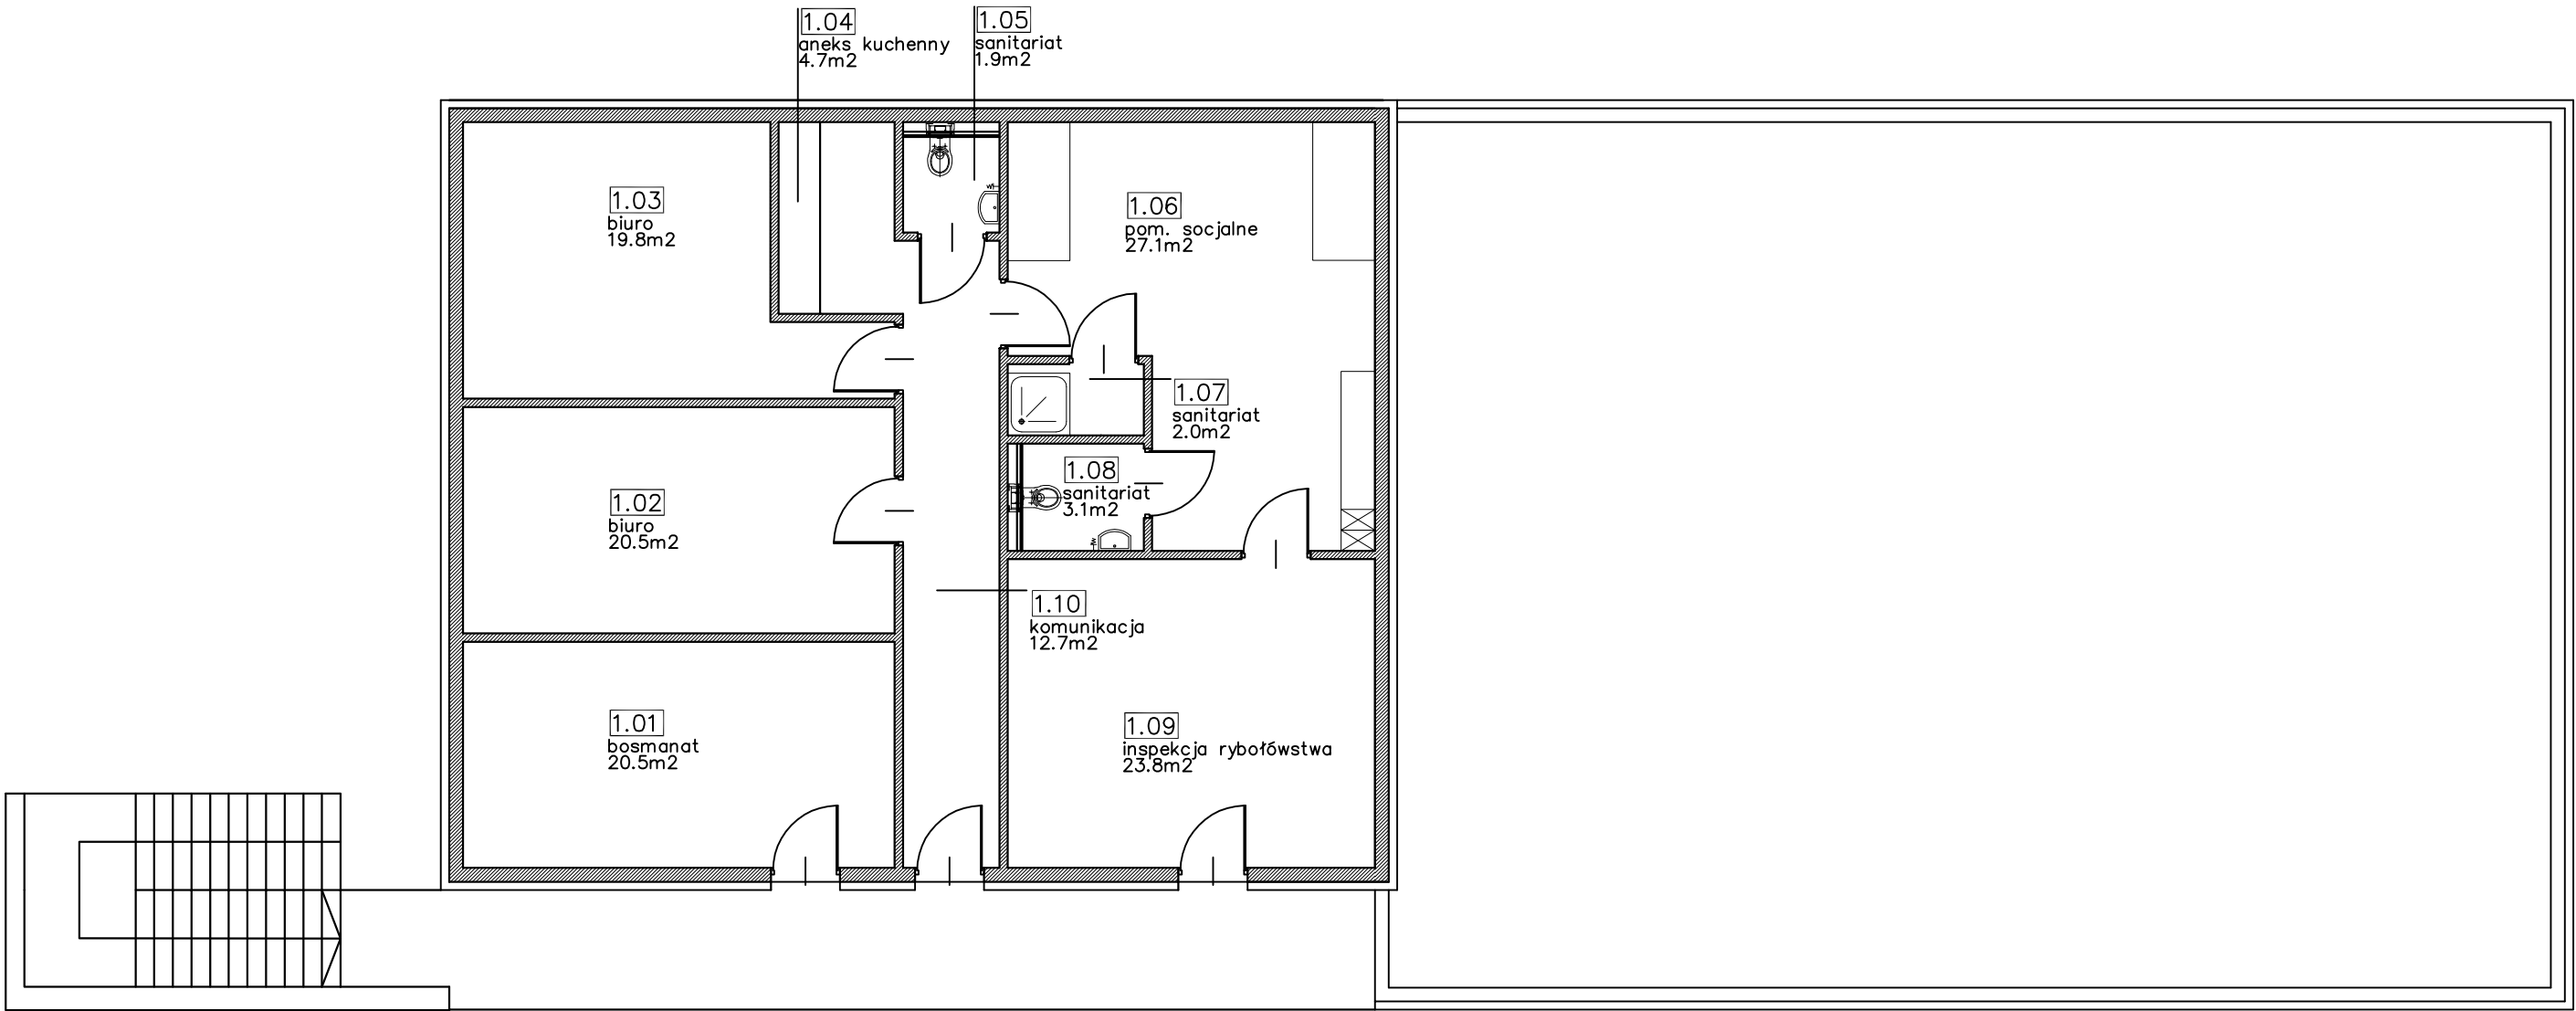 1.04
aneks kuchenny
4.7m2
1.05
sanitariat
1.9m2
1.03
biuro
19.8m2
1.06
pom. socjalne
27.1m2
1.07
sanitariat
2.0m2
1.08
sanitariat
3.1m2
1.02
biuro
20.5m2
1.10
komunikacja
12.7m2
1.01
bosmanat
20.5m2
1.09
inspekcja rybołówstwa
23.8m2